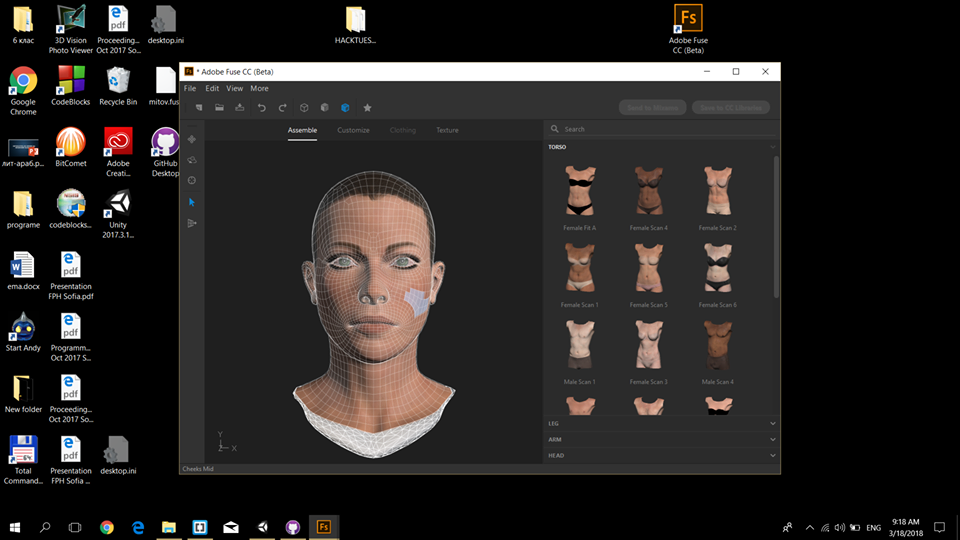 6 клас
3D Vision
Photo Viewer
Proceeding...
Oct 2017 So...
desktop.ini
HACKTUES...
Adobe Fuse
CC (Beta)
Google
Chrome
CodeBlocks
Recycle Bin
mitov.fus
лит-араб.р...
BitComet
Adobe
Creati...
GitHub
Desktop
programe
codeblocks...
Unity
2017.3.1...
ema.docx
Presentation
FPH Sofia.pdf
Start Andy
Programm...
Oct 2017 S...
New folder
Proceeding...
Oct 2017 So...
Total
Command...
Presentation
FPH Sofia ...
desktop.ini
* Adobe Fuse CC (Beta)
File Edit View More
Send to Mixamo
Save to CC Libraries
Assemble Customize Clothing Texture
Search
TORSO
Female Fit A Female Scan 4 Female Scan 2
Female Scan 1 Female Scan 5 Female Scan 6
Male Scan 1 Female Scan 3 Male Scan 4
LEG
ARM
HEAD
Y
Z X
Cheeks Mid
ENG
9:18 AM
3/18/2018